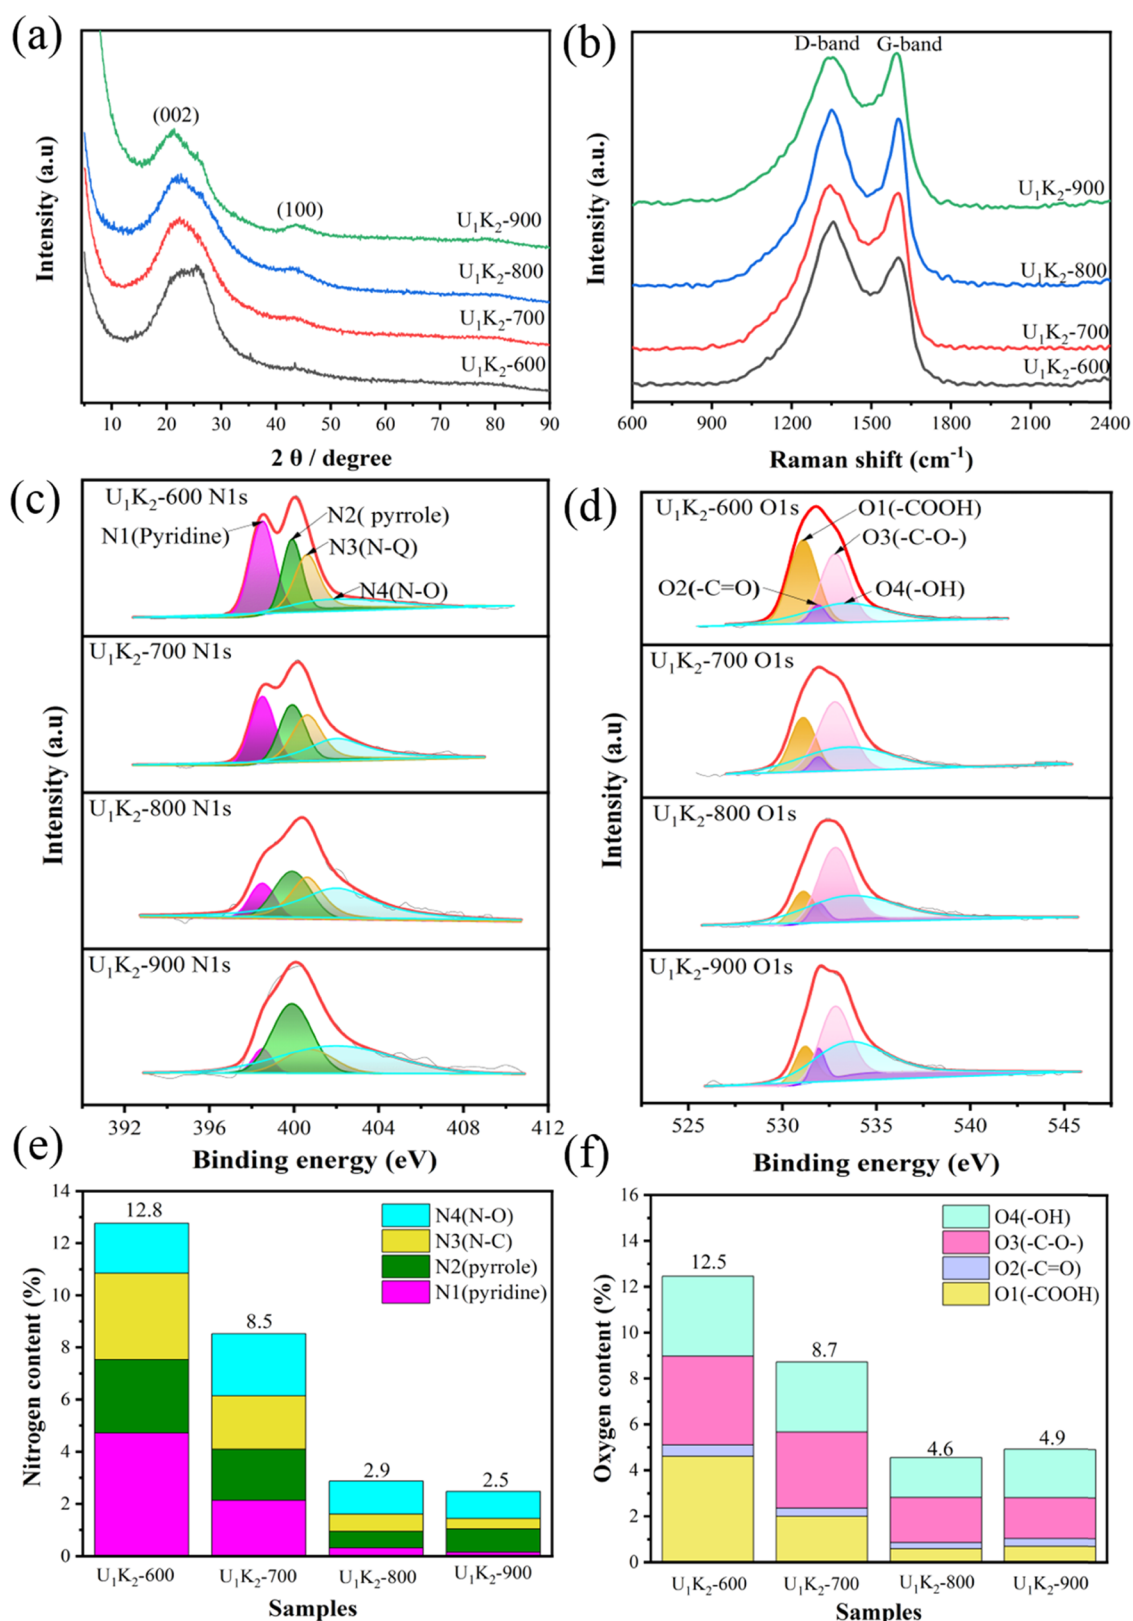 (a)
Intensity (a.u)
(002)
(100)
U1K2-900
U1K2-800
U1K2-700
U1K2-600
10 20 30 40 50 60 70 80 90
2 θ / degree
(b)
Intensity (a.u.)
D-band G-band
U1K2-900
U1K2-800
U1K2-700
U1K2-600
600 900 1200 1500 1800 2100 2400
Raman shift (cm-1)
(c)
Intensity (a.u)
U1K2-600 N1s
N1(Pyridine)
N2( pyrrole)
N3(N-Q)
N4(N-O)
U1K2-700 N1s
U1K2-800 N1s
U1K2-900 N1s
392 396 400 404 408 412
Binding energy (eV)
(d)
Intensity (a.u)
U1K2-600 O1s
O1(-COOH)
O3(-C-O-)
O2(-C=O)
O4(-OH)
U1K2-700 O1s
U1K2-800 O1s
U1K2-900 O1s
525 530 535 540 545
Binding energy (eV)
(e)
Nitrogen content (%)
14
12
10
8
6
4
2
0
12.8
8.5
2.9
2.5
N4(N-O)
N3(N-C)
N2(pyrrole)
N1(pyridine)
U1K2-600 U1K2-700 U1K2-800 U1K2-900
Samples
(f)
Oxygen content (%)
16
14
12
10
8
6
4
2
0
12.5
8.7
4.6
4.9
O4(-OH)
O3(-C-O-)
O2(-C=O)
O1(-COOH)
U1K2-600 U1K2-700 U1K2-800 U1K2-900
Samples